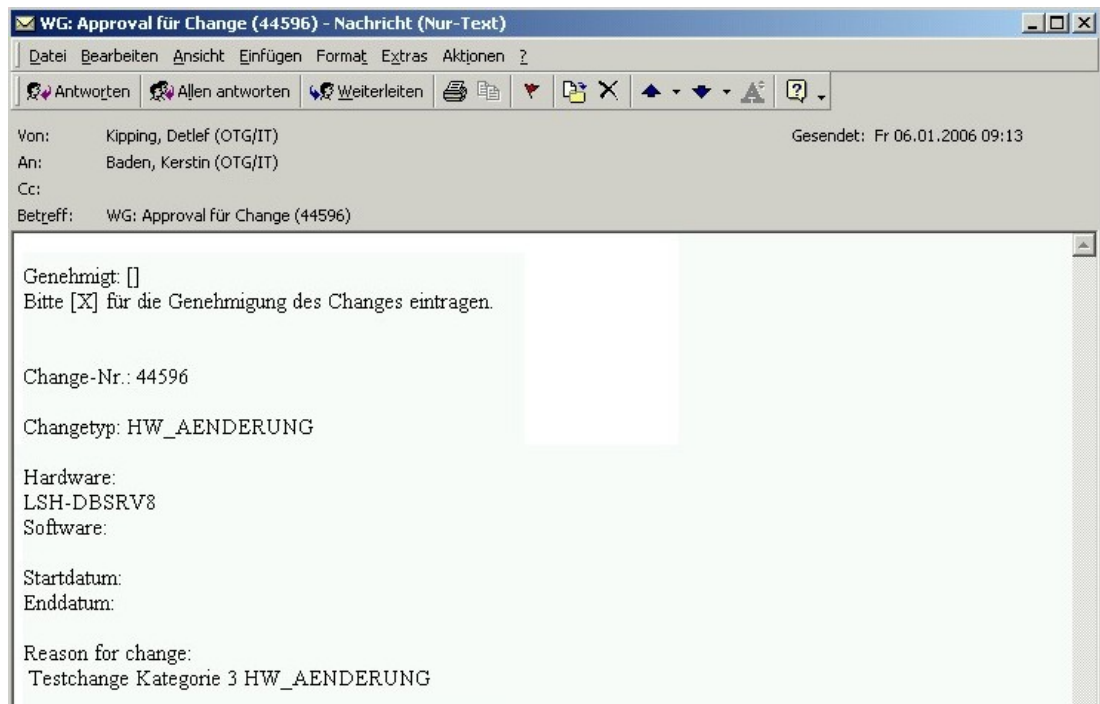 WG: Approval für Change (44596) - Nachricht (Nur-Text)
Datei Bearbeiten Ansicht Einfügen Format Extras Aktionen ?
Antworten Allen antworten Weiterleiten
Von: Kipping, Detlef (OTG/IT) Gesendet: Fr 06.01.2006 09:13
An: Baden, Kerstin (OTG/IT)
Cc:
Betreff: WG: Approval für Change (44596)
Genehmigt: []
Bitte [X] für die Genehmigung des Changes eintragen.
Change-Nr.: 44596
Changetyp: HW_AENDERUNG
Hardware:
LSH-DBSRV8
Software:
Startdatum:
Enddatum:
Reason for change:
Testchange Kategorie 3 HW_AENDERUNG